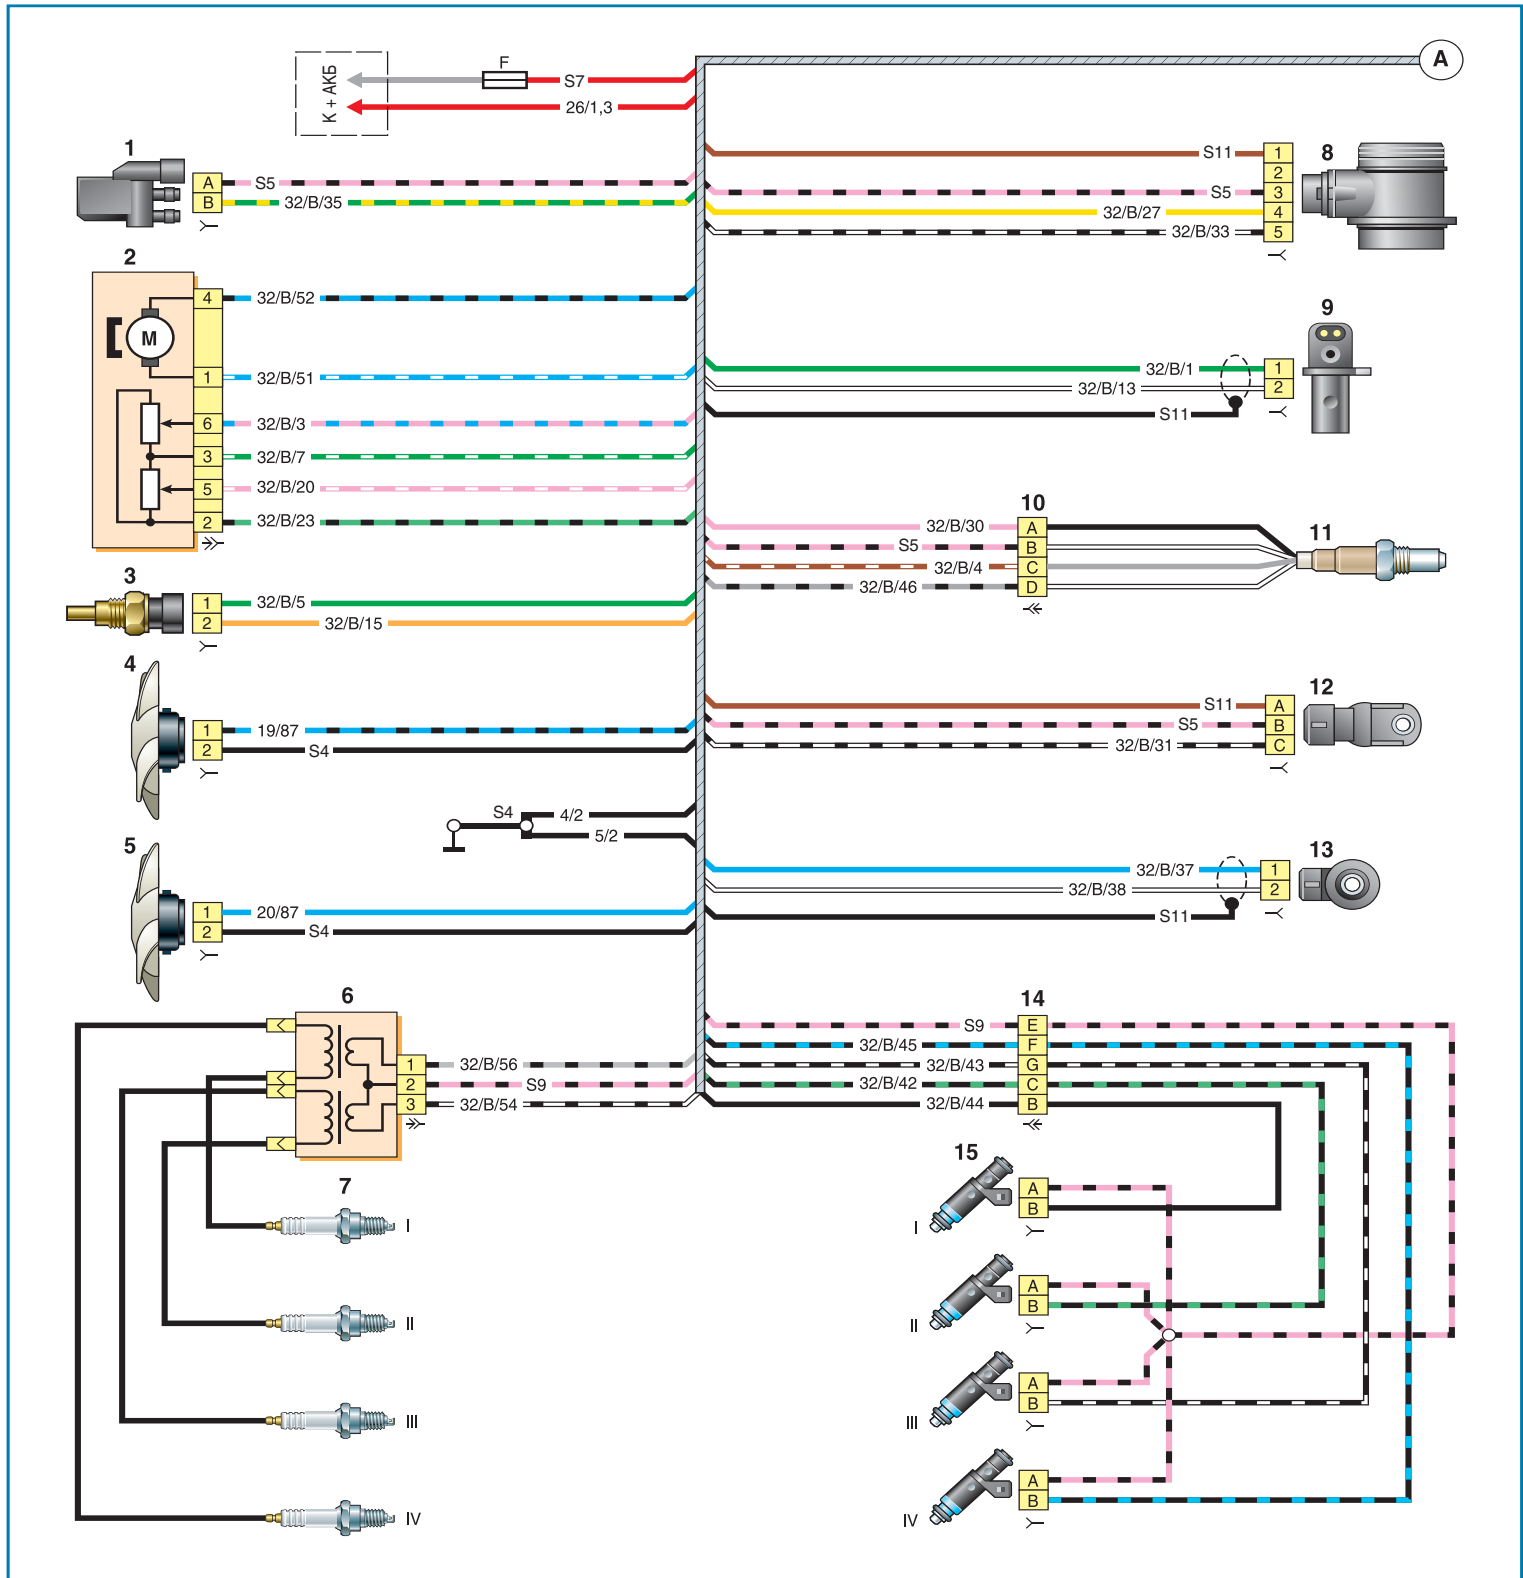 A
F
S7
К + АКБ
26/1,3
1
A S5
B 32/B/35
2
M
4 32/B/52
1 32/B/51
6 32/B/3
3 32/B/7
5 32/B/20
2 32/B/23
3
1 32/B/5
2 32/B/15
4
1 19/87
2 S4
S4 4/2
5/2
5
1 20/87
2 S4
6
1 32/B/56
2 S9
3 32/B/54
7
I
II
III
IV
8
S11 1
2
S5 3
32/B/27 4
32/B/33 5
9
32/B/1 1
32/B/13 2
S11
10
11
32/B/30 A
S5 B
32/B/4 C
32/B/46 D
12
S11 A
S5 B
32/B/31 C
13
32/B/37 1
32/B/38 2
S11
14
S9 E
32/B/45 F
32/B/43 G
32/B/42 C
32/B/44 B
15
A
B
I
A
B
II
A
B
III
A
B
IV